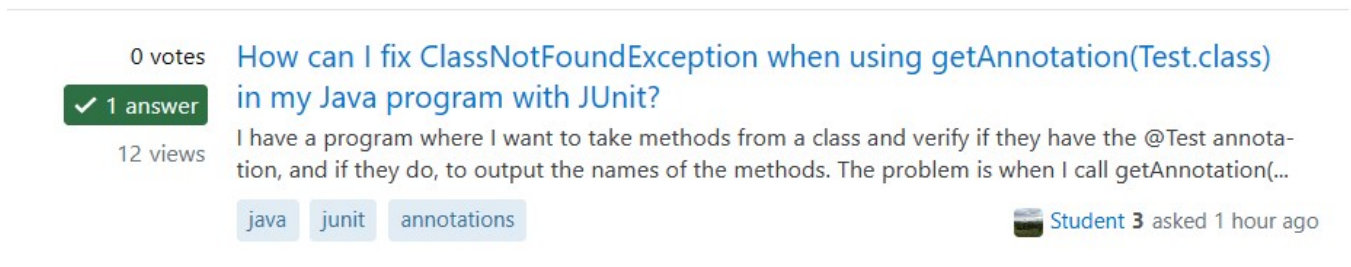 0 votes
How can I fix ClassNotFoundException when using getAnnotation(Test.class)
✓ 1 answer
in my Java program with JUnit?
12 views
I have a program where I want to take methods from a class and verify if they have the @Test annota-
tion, and if they do, to output the names of the methods. The problem is when I call getAnnotation(...
java junit annotations
Student 3 asked 1 hour ago